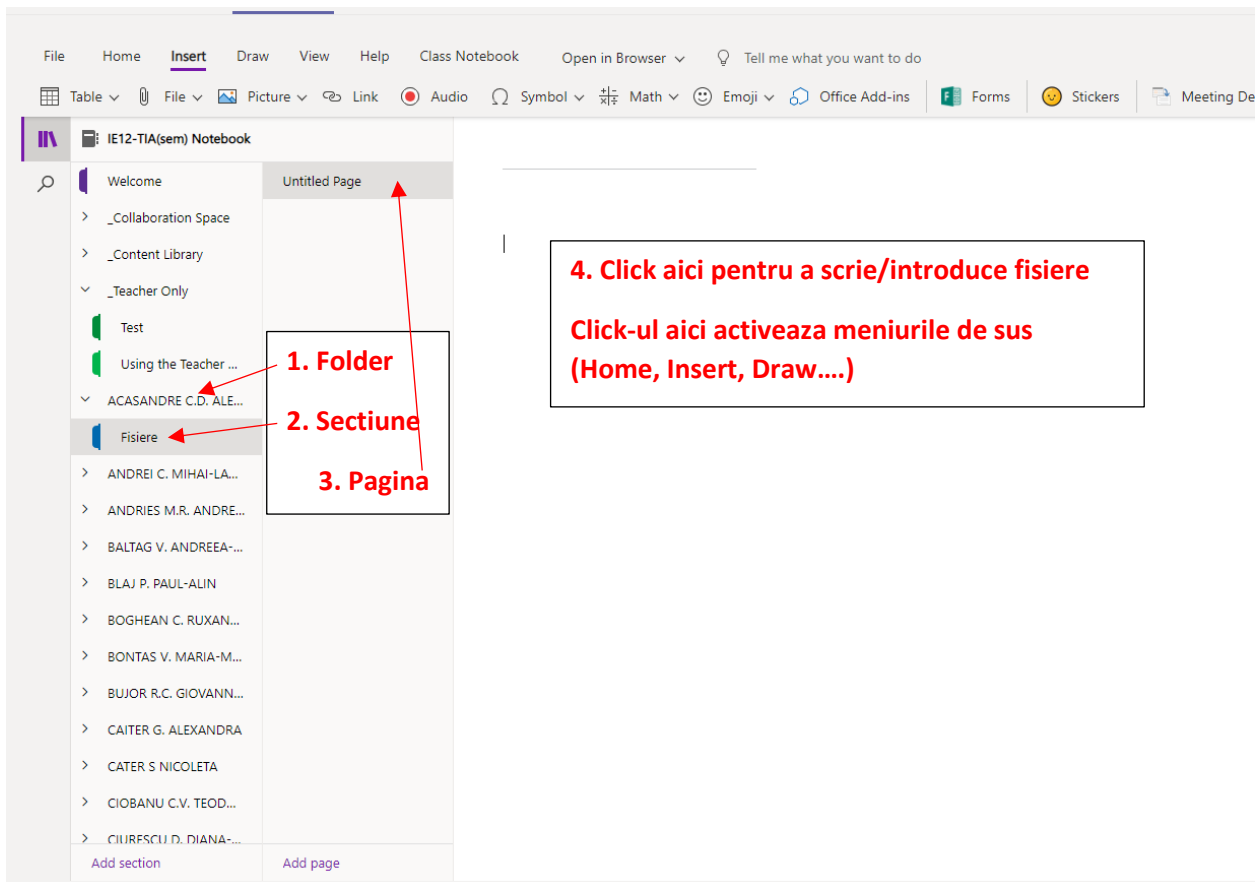 File Home Insert Draw View Help Class Notebook Open in Browser Tell me what you want to do
Table File Picture Link Audio Symbol Math Emoji Office Add-ins Forms Stickers Meeting De
IE12-TIA(sem) Notebook
Welcome
_Collaboration Space
_Content Library
_Teacher Only
Test
Using the Teacher ...
ACASANDRE C.D. ALE...
Fisiere
ANDREI C. MIHAI-LA...
ANDRIES M.R. ANDRE...
BALTAG V. ANDREEA-...
BLAJ P. PAUL-ALIN
BOGHEAN C. RUXAN...
BONTAS V. MARIA-M...
BUJOR R.C. GIOVANN...
CAITER G. ALEXANDRA
CATER S NICOLETA
CIOBANU C.V. TEOD...
CIURESCU D. DIANA-...
Add section
Untitled Page
1. Folder
2. Sectiune
3. Pagina
Add page
4. Click aici pentru a scrie/introduce fisiere
Click-ul aici activeaza meniurile de sus
(Home, Insert, Draw....)